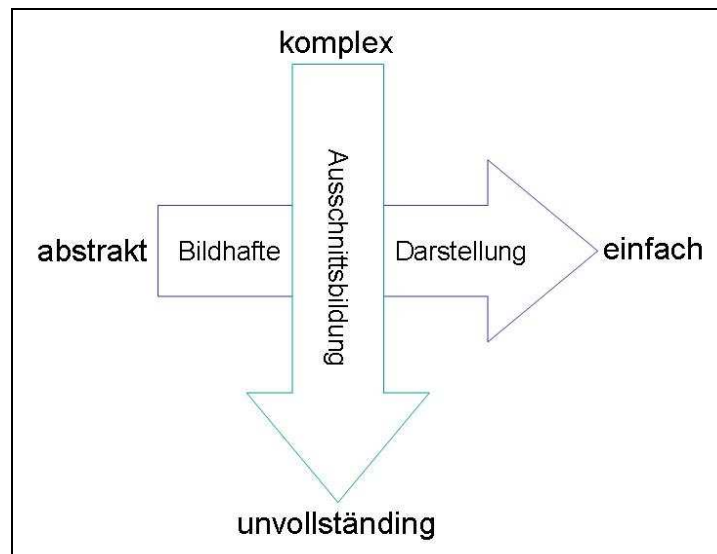 komplex
Ausschnittsbildung
abstrakt Bildhafte Darstellung einfach
unvollständing